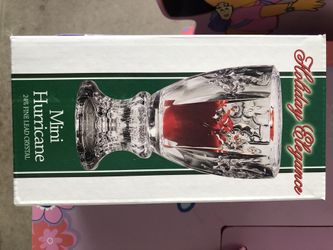 Holiday Elegance
Mini
Hurricane
24% FINE LEAD CRYSTAL